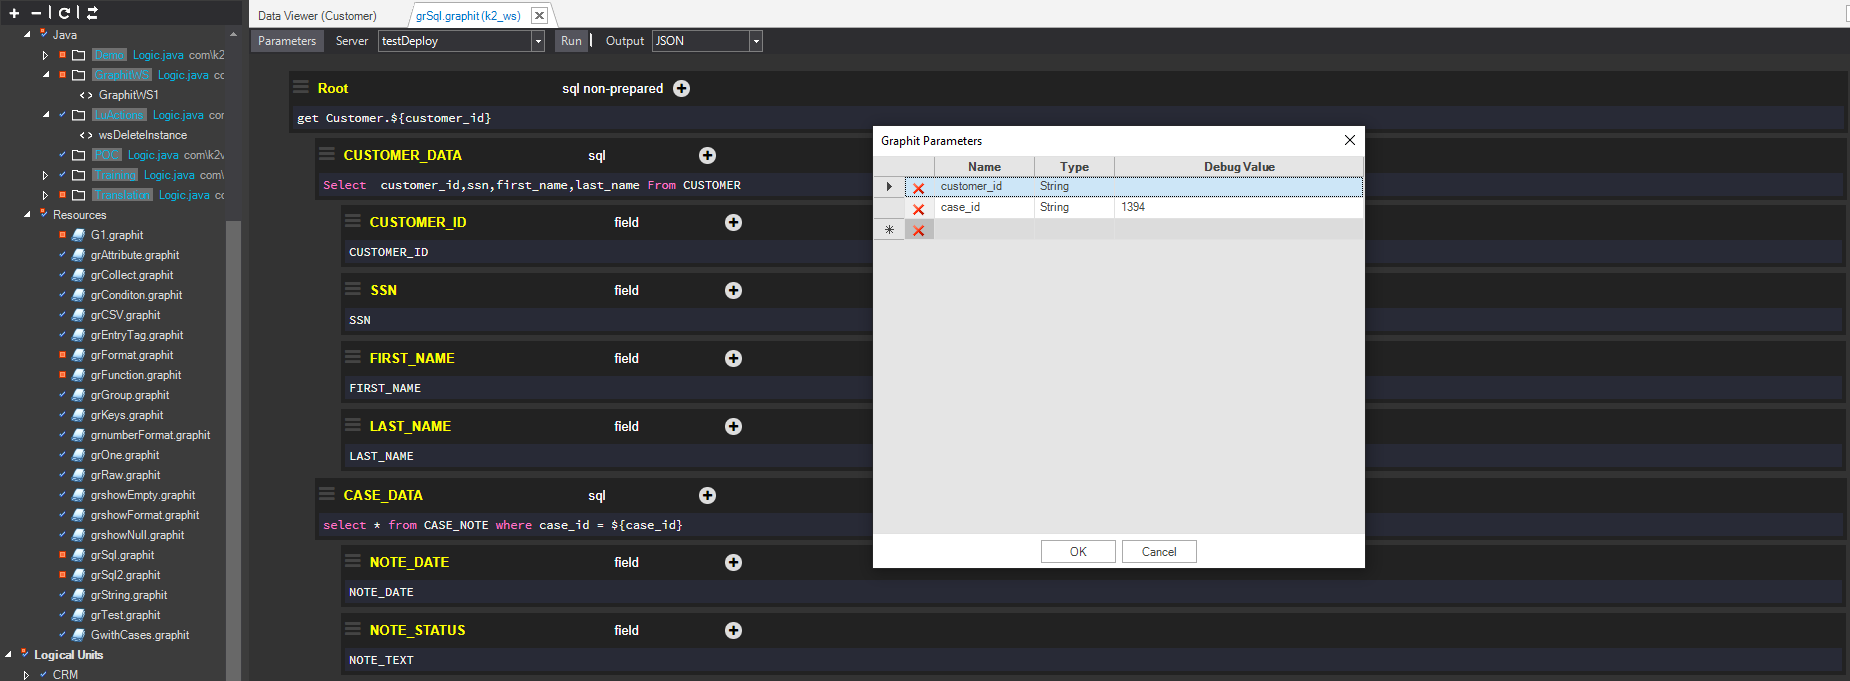 Java
Demo Logic.java com\k2
GraphitWS Logic.java cc
GraphitWS1
LuActions Logic.java cor
wsDeleteInstance
POC Logic.java com\k2v
Training Logic.java com\
Translation Logic.java cc
Resources
G1.graphit
grAttribute.graphit
grCollect.graphit
grConditon.graphit
grCSV.graphit
grEntryTag.graphit
grFormat.graphit
grFunction.graphit
grGroup.graphit
grKeys.graphit
grnumberFormat.graphit
grOne.graphit
grRaw.graphit
grshowEmpty.graphit
grshowFormat.graphit
grshowNull.graphit
grSql.graphit
grSql2.graphit
grString.graphit
grTest.graphit
GwithCases.graphit
Logical Units
CRM
Data Viewer (Customer) grSql.graphit (k2_ws)
Parameters Server testDeploy Run Output JSON
Root sql non-prepared
get Customer.${customer_id}
CUSTOMER_DATA sql
Select customer_id,ssn,first_name,last_name From CUSTOMER
CUSTOMER_ID field
CUSTOMER_ID
SSN field
SSN
FIRST_NAME field
FIRST_NAME
LAST_NAME field
LAST_NAME
CASE_DATA sql
select * from CASE_NOTE where case_id = ${case_id}
NOTE_DATE field
NOTE_DATE
NOTE_STATUS field
NOTE_TEXT
Graphit Parameters
Name Type Debug Value
customer_id String
case_id String 1394
OK Cancel